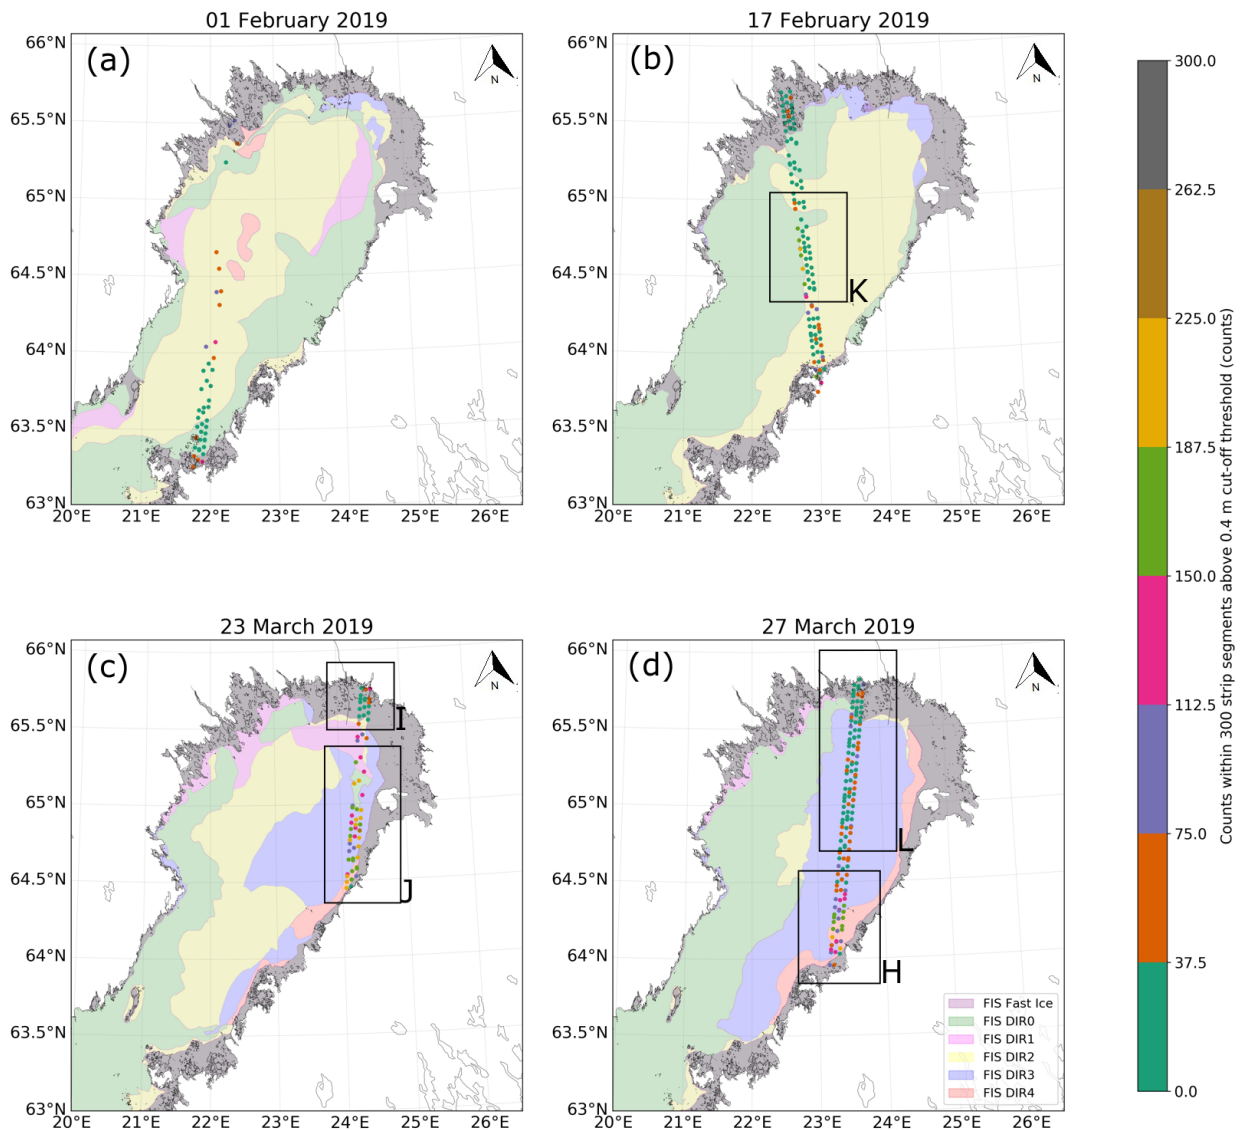 01 February 2019
(a)
N
66°N
65.5°N
65°N
64.5°N
64°N
63.5°N
63°N
20°E 21°E 22°E 23°E 24°E 25°E 26°E
17 February 2019
(b)
N
K
66°N
65.5°N
65°N
64.5°N
64°N
63.5°N
63°N
20°E 21°E 22°E 23°E 24°E 25°E 26°E
23 March 2019
(c)
N
I
J
66°N
65.5°N
65°N
64.5°N
64°N
63.5°N
63°N
20°E 21°E 22°E 23°E 24°E 25°E 26°E
27 March 2019
(d)
N
L
H
66°N
65.5°N
65°N
64.5°N
64°N
63.5°N
63°N
20°E 21°E 22°E 23°E 24°E 25°E 26°E
FIS Fast Ice
FIS DIR0
FIS DIR1
FIS DIR2
FIS DIR3
FIS DIR4
300.0
262.5
225.0
187.5
150.0
112.5
75.0
37.5
0.0
Counts within 300 strip segments above 0.4 m cut-off threshold (counts)